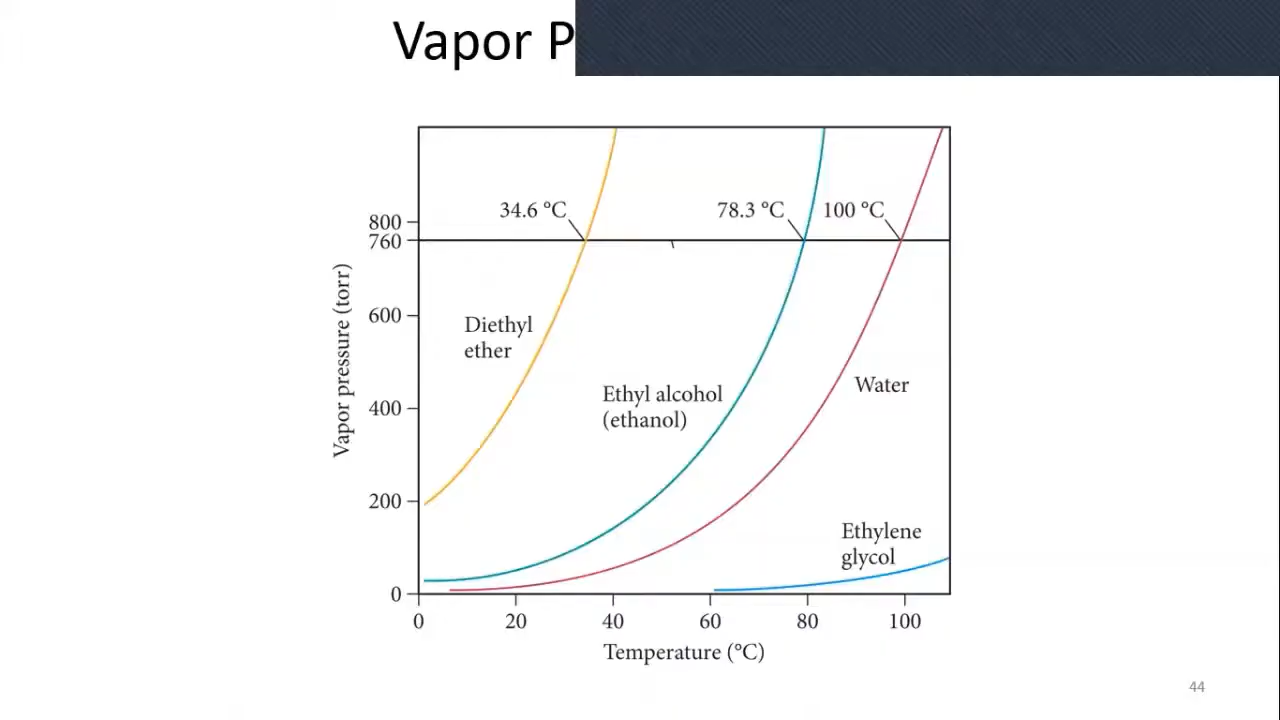 Vapor P
34.6 °C
78.3 °C
100 °C
800
760
600
400
200
0
Vapor pressure (torr)
Diethyl
ether
Ethyl alcohol
(ethanol)
Water
Ethylene
glycol
0 20 40 60 80 100
Temperature (°C)
44